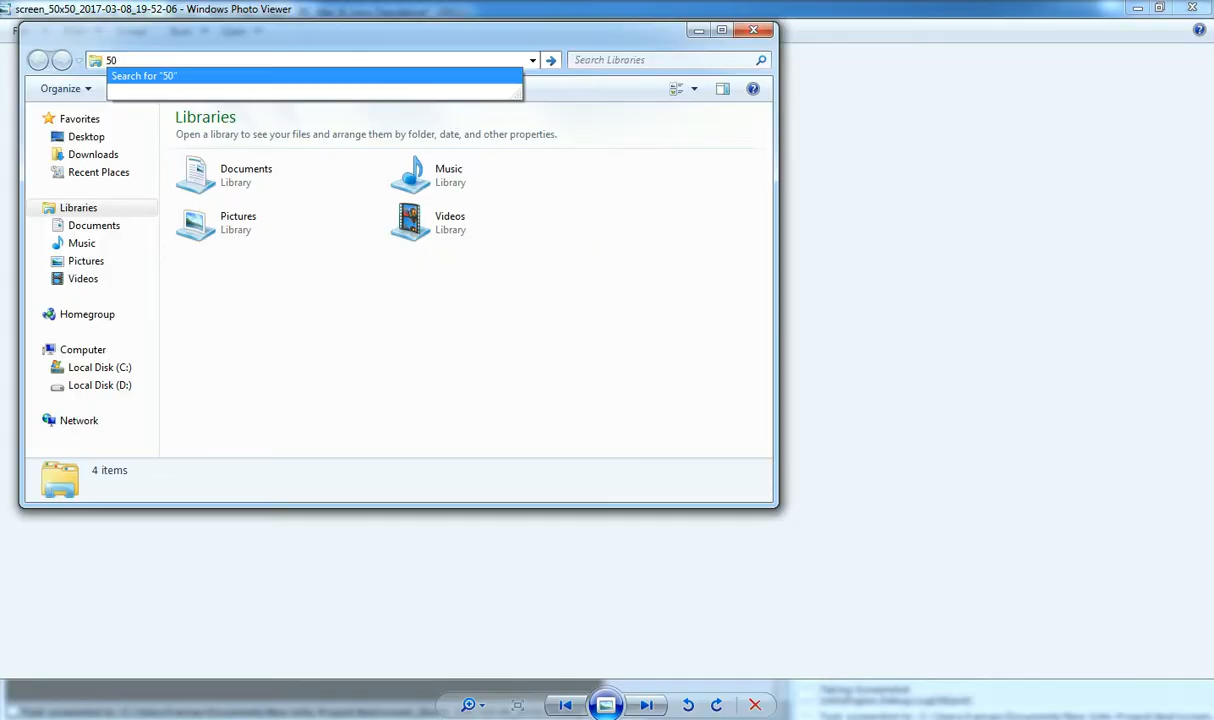 screen_50x50_2017-03-08_19-52-06 - Windows Photo Viewer
50
Search Libraries
Search for "50"
Organize
Libraries
Open a library to see your files and arrange them by folder, date, and other properties.
Favorites
Desktop
Downloads
Recent Places
Libraries
Documents
Music
Pictures
Videos
Homegroup
Computer
Local Disk (C:)
Local Disk (D:)
Network
Documents
Library
Music
Library
Pictures
Library
Videos
Library
4 items